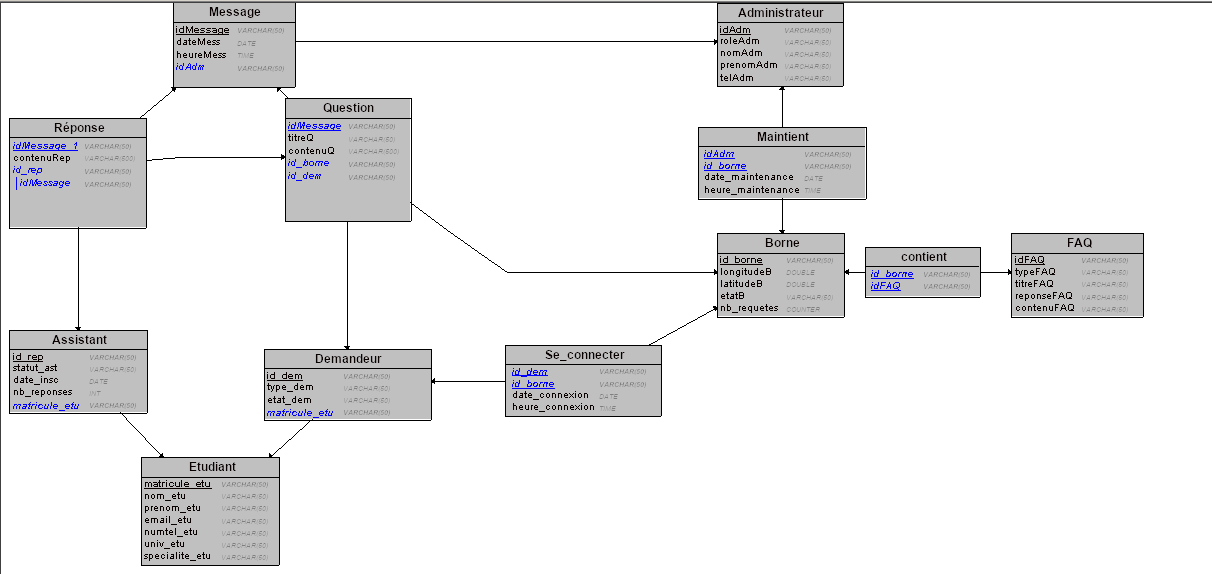 Message
idMessage VARCHAR(50)
dateMess DATE
heureMess TIME
idAdm VARCHAR(50)
Administrateur
idAdm VARCHAR(50)
roleAdm VARCHAR(50)
nomAdm VARCHAR(50)
prenomAdm VARCHAR(50)
telAdm VARCHAR(50)
Réponse
idMessage_1 VARCHAR(50)
contenuRep VARCHAR(500)
id_rep VARCHAR(50)
idMessage VARCHAR(50)
Question
idMessage VARCHAR(50)
titreQ VARCHAR(50)
contenuQ VARCHAR(500)
id_borne VARCHAR(50)
id_dem VARCHAR(50)
Maintient
idAdm VARCHAR(50)
id_borne VARCHAR(50)
date_maintenance DATE
heure_maintenance TIME
Borne
id_borne VARCHAR(50)
longitudeB DOUBLE
latitudeB DOUBLE
etatB VARCHAR(50)
nb_requetes COUNTER
contient
id_borne VARCHAR(50)
idFAQ VARCHAR(50)
FAQ
idFAQ VARCHAR(50)
typeFAQ VARCHAR(50)
titreFAQ VARCHAR(50)
reponseFAQ VARCHAR(50)
contenuFAQ VARCHAR(50)
Assistant
id_rep VARCHAR(50)
statut_ast VARCHAR(50)
date_insc DATE
nb_reponses INT
matricule_etu VARCHAR(50)
Demandeur
id_dem VARCHAR(50)
type_dem VARCHAR(50)
etat_dem VARCHAR(50)
matricule_etu VARCHAR(50)
Se_connecter
id_dem VARCHAR(50)
id_borne VARCHAR(50)
date_connexion DATE
heure_connexion TIME
Etudiant
matricule_etu VARCHAR(50)
nom_etu VARCHAR(50)
prenom_etu VARCHAR(50)
email_etu VARCHAR(50)
numtel_etu VARCHAR(50)
univ_etu VARCHAR(50)
specialite_etu VARCHAR(50)